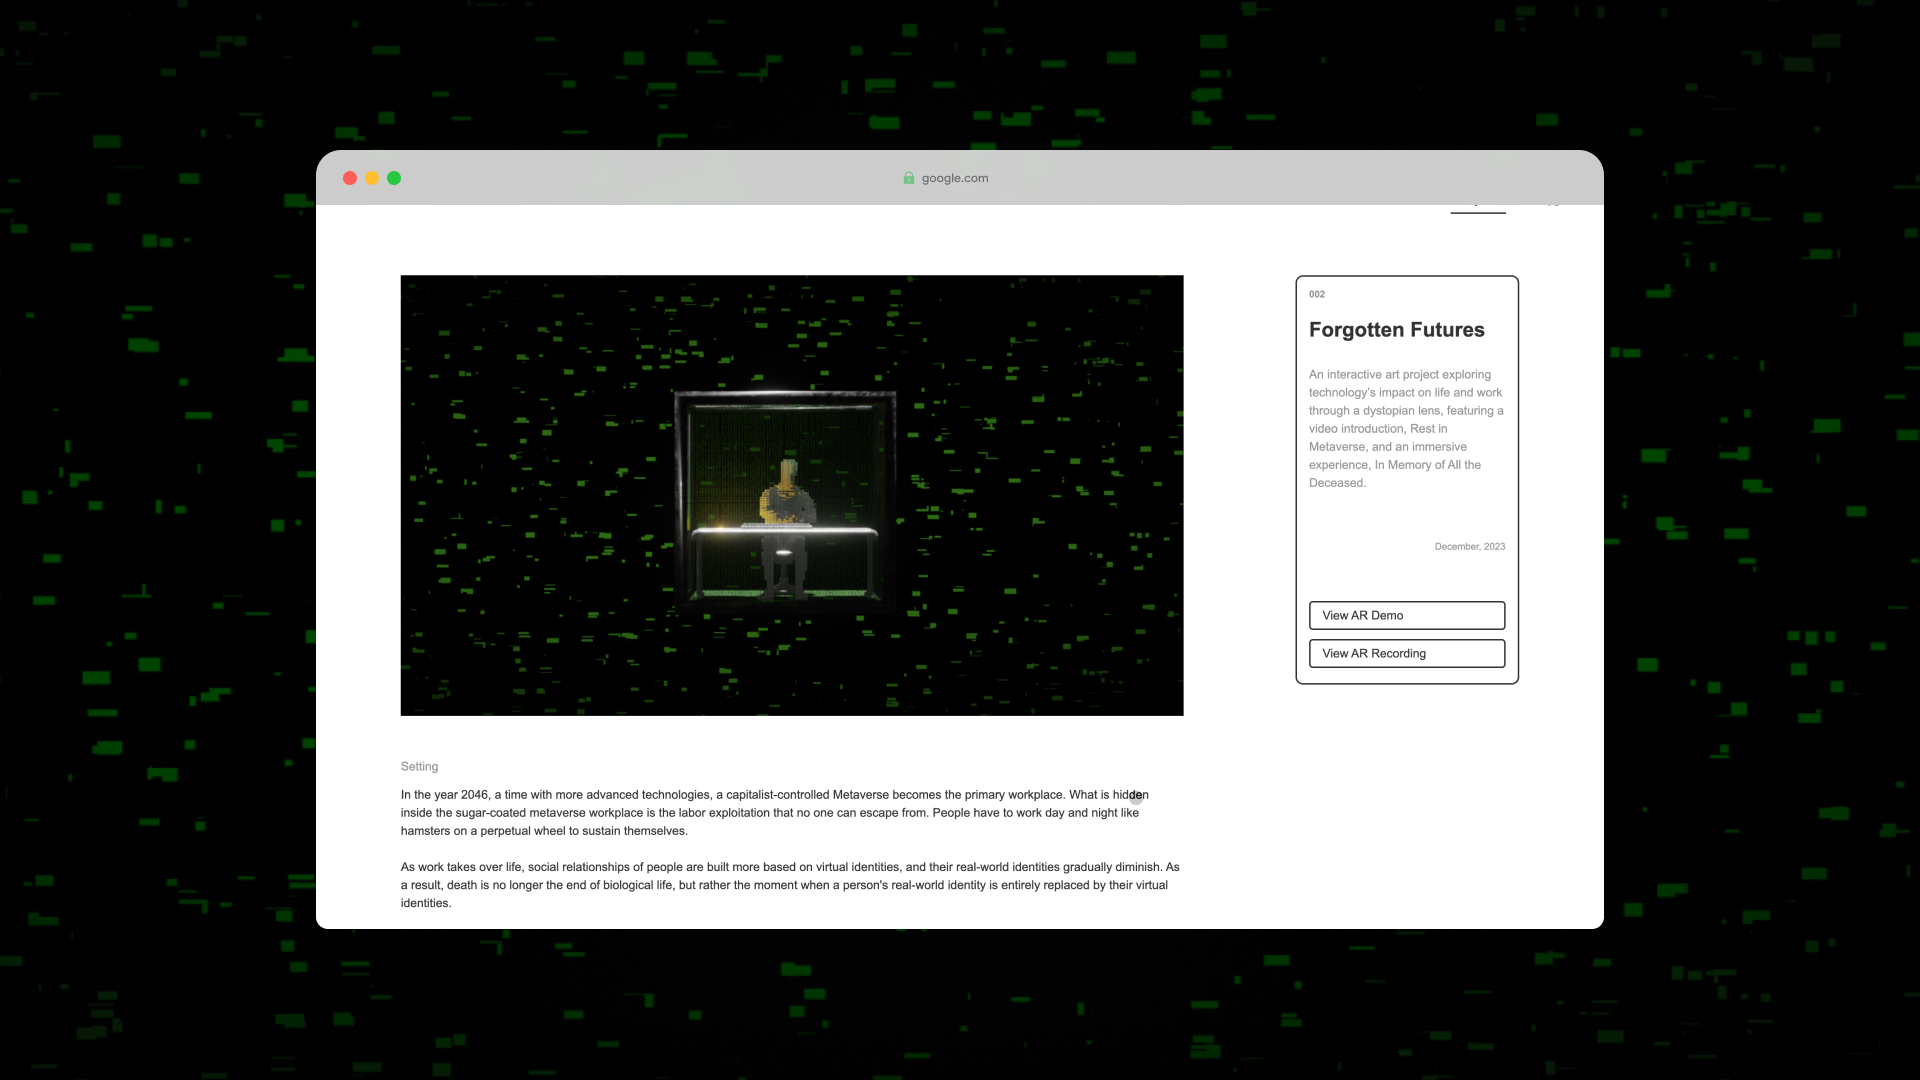 google.com
002
Forgotten Futures
An interactive art project exploring
technology's impact on life and work
through a dystopian lens, featuring a
video introduction, Rest in
Metaverse, and an immersive
experience, In Memory of All the
Deceased.
December, 2023
View AR Demo
View AR Recording
Setting
In the year 2046, a time with more advanced technologies, a capitalist-controlled Metaverse becomes the primary workplace. What is hidden
inside the sugar-coated metaverse workplace is the labor exploitation that no one can escape from. People have to work day and night like
hamsters on a perpetual wheel to sustain themselves.
As work takes over life, social relationships of people are built more based on virtual identities, and their real-world identities gradually diminish. As
a result, death is no longer the end of biological life, but rather the moment when a person's real-world identity is entirely replaced by their virtual
identities.